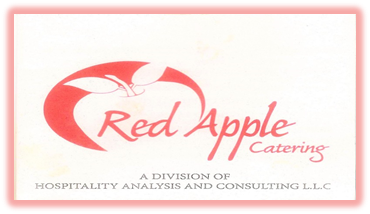 Red Apple
Catering
A DIVISION OF
HOSPITALITY ANALYSIS AND CONSULTING L.L.C